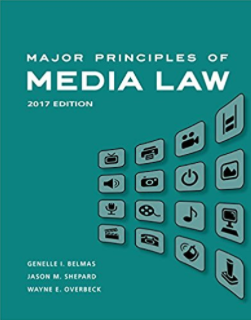 MAJOR PRINCIPLES OF
MEDIA LAW
2017 EDITION
GENELLE I. BELMAS
JASON M. SHEPARD
WAYNE E. OVERBECK